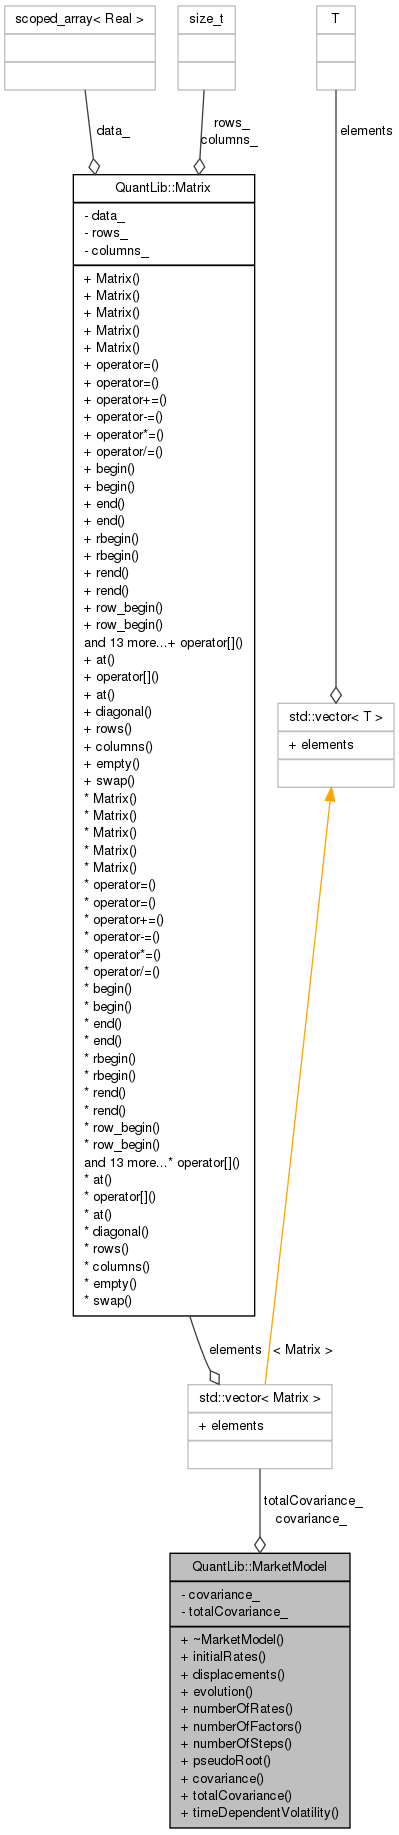 scoped_array< Real >
size_t
T
data_
rows_
columns_
elements
QuantLib::Matrix
- data_
- rows_
- columns_
+ Matrix()
+ Matrix()
+ Matrix()
+ Matrix()
+ Matrix()
+ operator=()
+ operator=()
+ operator+=()
+ operator-=()
+ operator*=()
+ operator/=()
+ begin()
+ begin()
+ end()
+ end()
+ rbegin()
+ rbegin()
+ rend()
+ rend()
+ row_begin()
+ row_begin()
and 13 more...+ operator[]()
+ at()
+ operator[]()
+ at()
+ diagonal()
+ rows()
+ columns()
+ empty()
+ swap()
* Matrix()
* Matrix()
* Matrix()
* Matrix()
* Matrix()
* operator=()
* operator=()
* operator+=()
* operator-=()
* operator*=()
* operator/=()
* begin()
* begin()
* end()
* end()
* rbegin()
* rbegin()
* rend()
* rend()
* row_begin()
* row_begin()
and 13 more...* operator[]()
* at()
* operator[]()
* at()
* diagonal()
* rows()
* columns()
* empty()
* swap()
std::vector< T >
+ elements
elements
< Matrix >
std::vector< Matrix >
+ elements
totalCovariance_
covariance_
QuantLib::MarketModel
- covariance_
- totalCovariance_
+ ~MarketModel()
+ initialRates()
+ displacements()
+ evolution()
+ numberOfRates()
+ numberOfFactors()
+ numberOfSteps()
+ pseudoRoot()
+ covariance()
+ totalCovariance()
+ timeDependentVolatility()